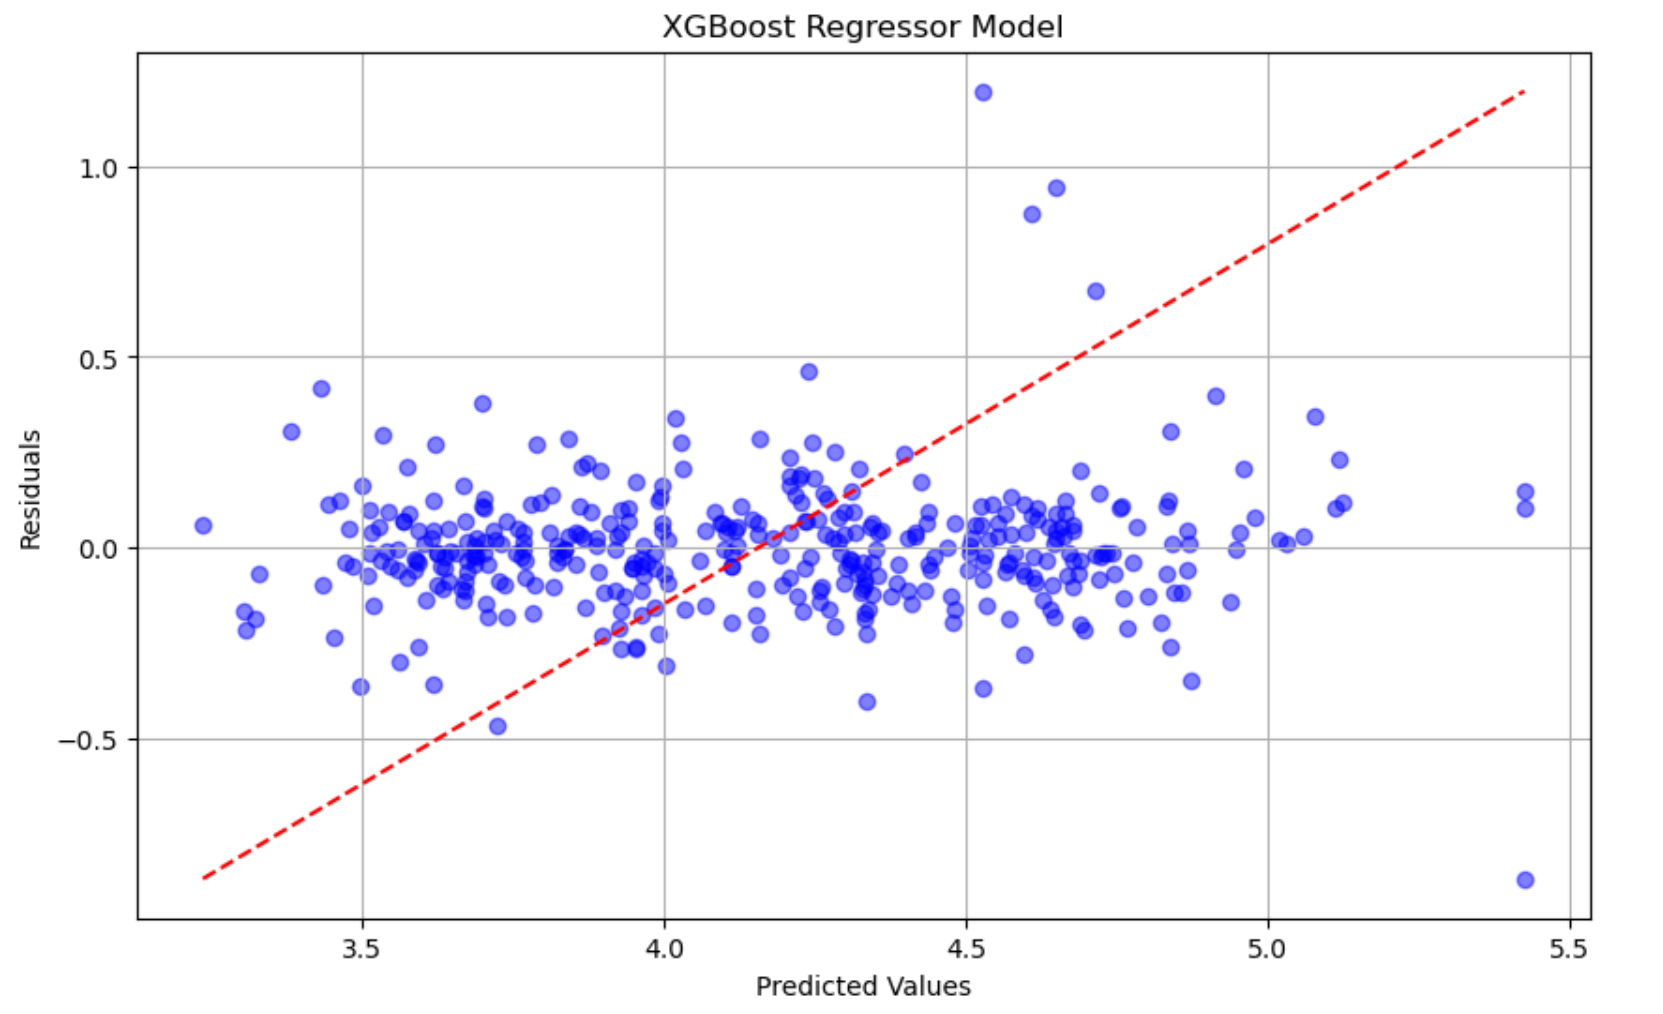 XGBoost Regressor Model
Residuals
1.0
0.5
0.0
−0.5
3.5 4.0 4.5 5.0 5.5
Predicted Values